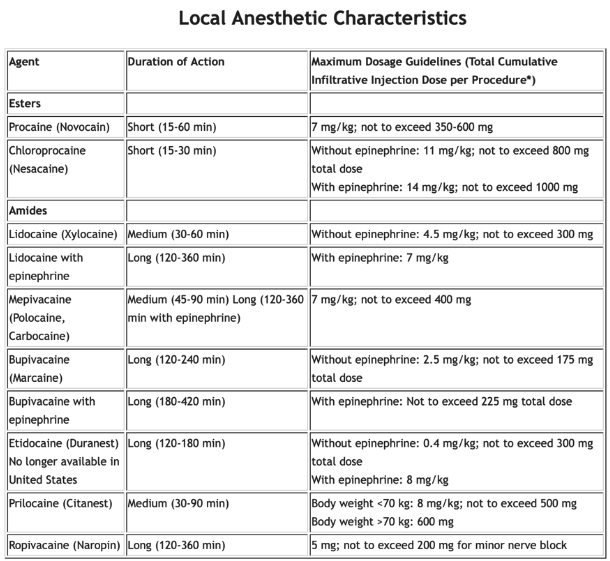 Local Anesthetic Characteristics
Agent
Duration of Action
Maximum Dosage Guidelines (Total Cumulative
Infiltrative Injection Dose per Procedure*)
Esters
Procaine (Novocain)
Short (15-60 min)
7 mg/kg; not to exceed 350-600 mg
Chloroprocaine
(Nesacaine)
Short (15-30 min)
Without epinephrine: 11 mg/kg; not to exceed 800 mg
total dose
With epinephrine: 14 mg/kg; not to exceed 1000 mg
Amides
Lidocaine (Xylocaine)
Medium (30-60 min)
Without epinephrine: 4.5 mg/kg; not to exceed 300 mg
Lidocaine with
epinephrine
Long (120-360 min)
With epinephrine: 7 mg/kg
Mepivacaine
(Polocaine,
Carbocaine)
Medium (45-90 min) Long (120-360
min with epinephrine)
7 mg/kg; not to exceed 400 mg
Bupivacaine
(Marcaine)
Long (120-240 min)
Without epinephrine: 2.5 mg/kg; not to exceed 175 mg
total dose
Bupivacaine with
epinephrine
Long (180-420 min)
With epinephrine: Not to exceed 225 mg total dose
Etidocaine (Duranest)
No longer available in
United States
Long (120-180 min)
Without epinephrine: 0.4 mg/kg; not to exceed 300 mg
total dose
With epinephrine: 8 mg/kg
Prilocaine (Citanest)
Medium (30-90 min)
Body weight <70 kg: 8 mg/kg; not to exceed 500 mg
Body weight >70 kg: 600 mg
Ropivacaine (Naropin)
Long (120-360 min)
5 mg; not to exceed 200 mg for minor nerve block